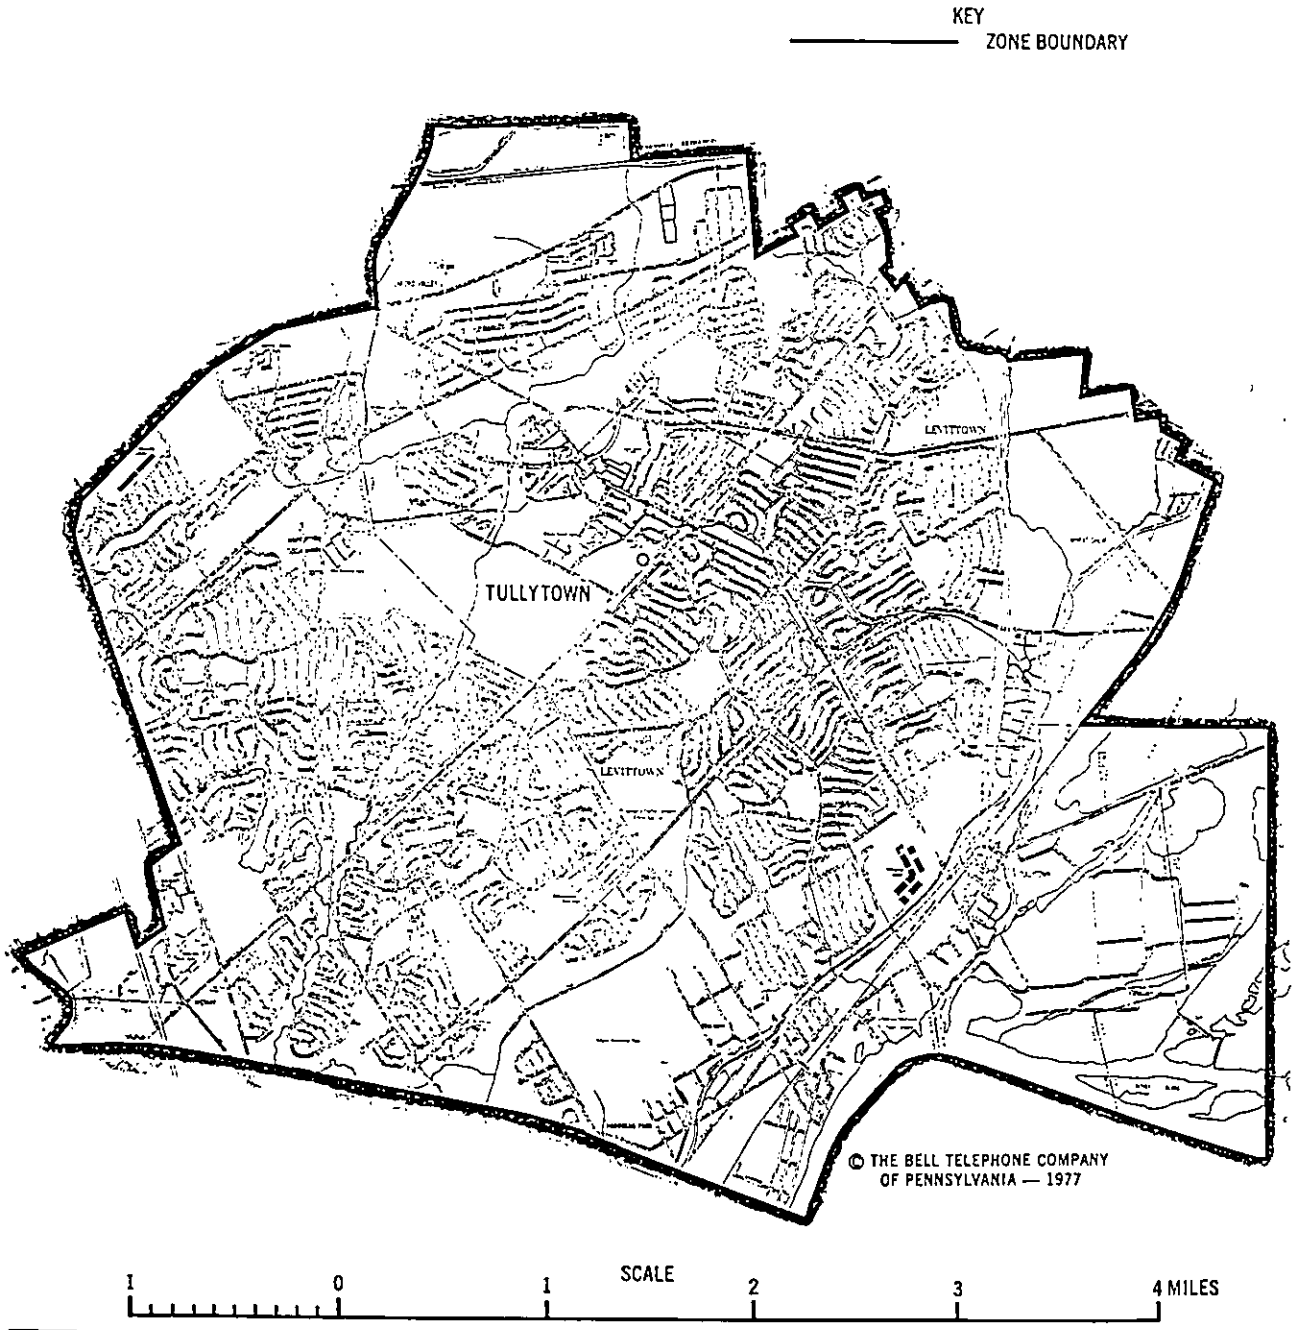 KEY
ZONE BOUNDARY
LEVITTOWN
TULLYTOWN
LEVITTOWN
© THE BELL TELEPHONE COMPANY
OF PENNSYLVANIA — 1977
SCALE
1 0 1 2 3 4 MILES